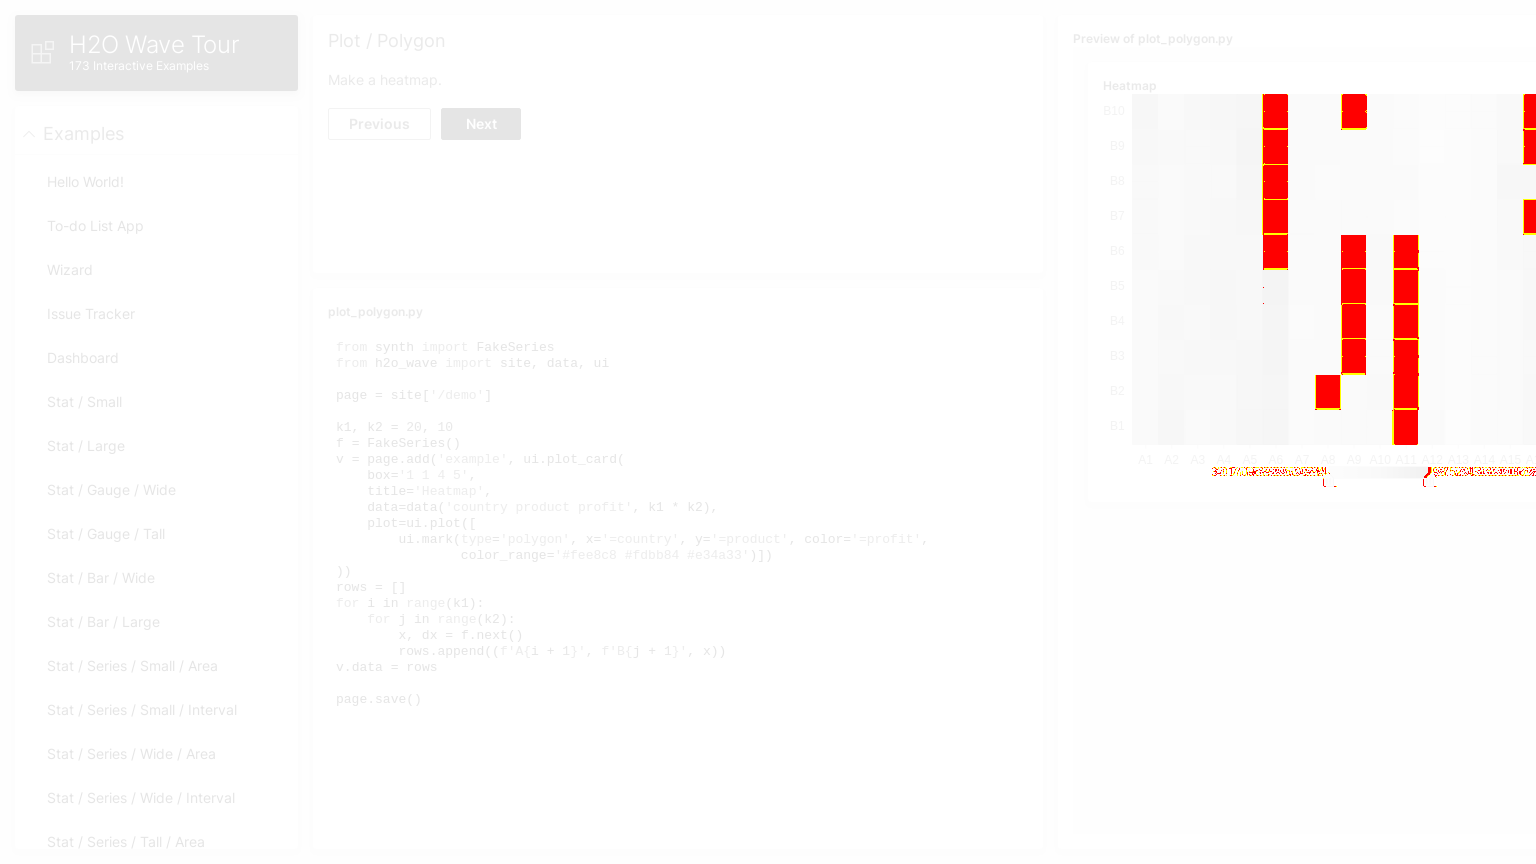 H2O Wave Tour
173 Interactive Examples
Examples
Hello World!
To-do List App
Wizard
Issue Tracker
Dashboard
Stat / Small
Stat / Large
Stat / Gauge / Wide
Stat / Gauge / Tall
Stat / Bar / Wide
Stat / Bar / Large
Stat / Series / Small / Area
Stat / Series / Small / Interval
Stat / Series / Wide / Area
Stat / Series / Wide / Interval
Stat / Series / Tall / Area
Plot / Polygon
Make a heatmap.
Previous Next
plot_polygon.py
from synth import FakeSeries
from h2o_wave import site, data, ui
page = site['/demo']
k1, k2 = 20, 10
f = FakeSeries()
v = page.add('example', ui.plot_card(
    box='1 1 4 5',
    title='Heatmap',
    data=data('country product profit', k1 * k2),
    plot=ui.plot([
        ui.mark(type='polygon', x='=country', y='=product', color='=profit',
                color_range='#fee8c8 #fdbb84 #e34a33')])
))
rows = []
for i in range(k1):
    for j in range(k2):
        x, dx = f.next()
        rows.append((f'A{i + 1}', f'B{j + 1}', x))
v.data = rows
page.save()
Preview of plot_polygon.py
Heatmap
B10
B9
B8
B7
B6
B5
B4
B3
B2
B1
A1 A2 A3 A4 A5 A6 A7 A8 A9 A10 A11 A12 A13 A14 A15